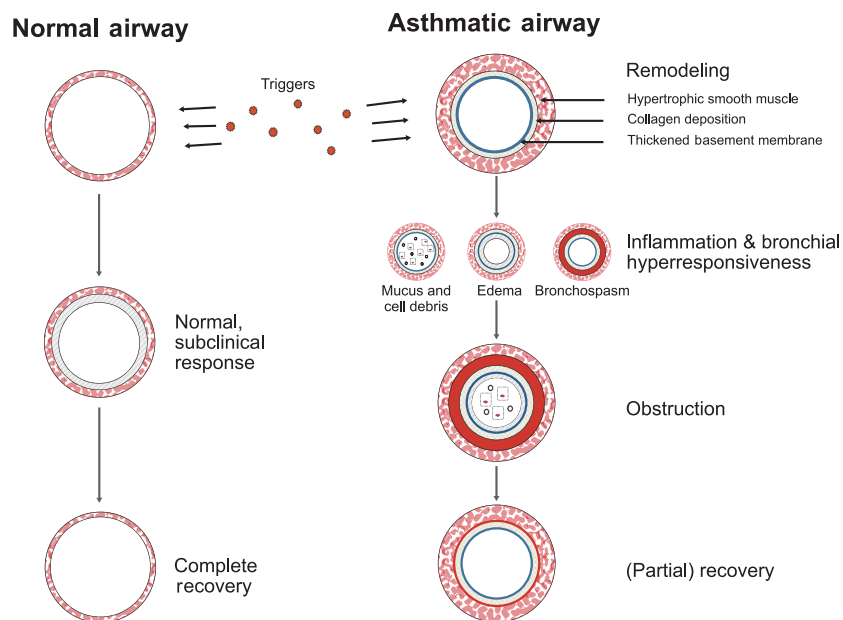 Normal airway
Asthmatic airway
Triggers
Remodeling
Hypertrophic smooth muscle
Collagen deposition
Thickened basement membrane
Inflammation & bronchial
hyperresponsiveness
Mucus and
cell debris
Edema
Bronchospasm
Normal,
subclinical
response
Obstruction
Complete
recovery
(Partial) recovery